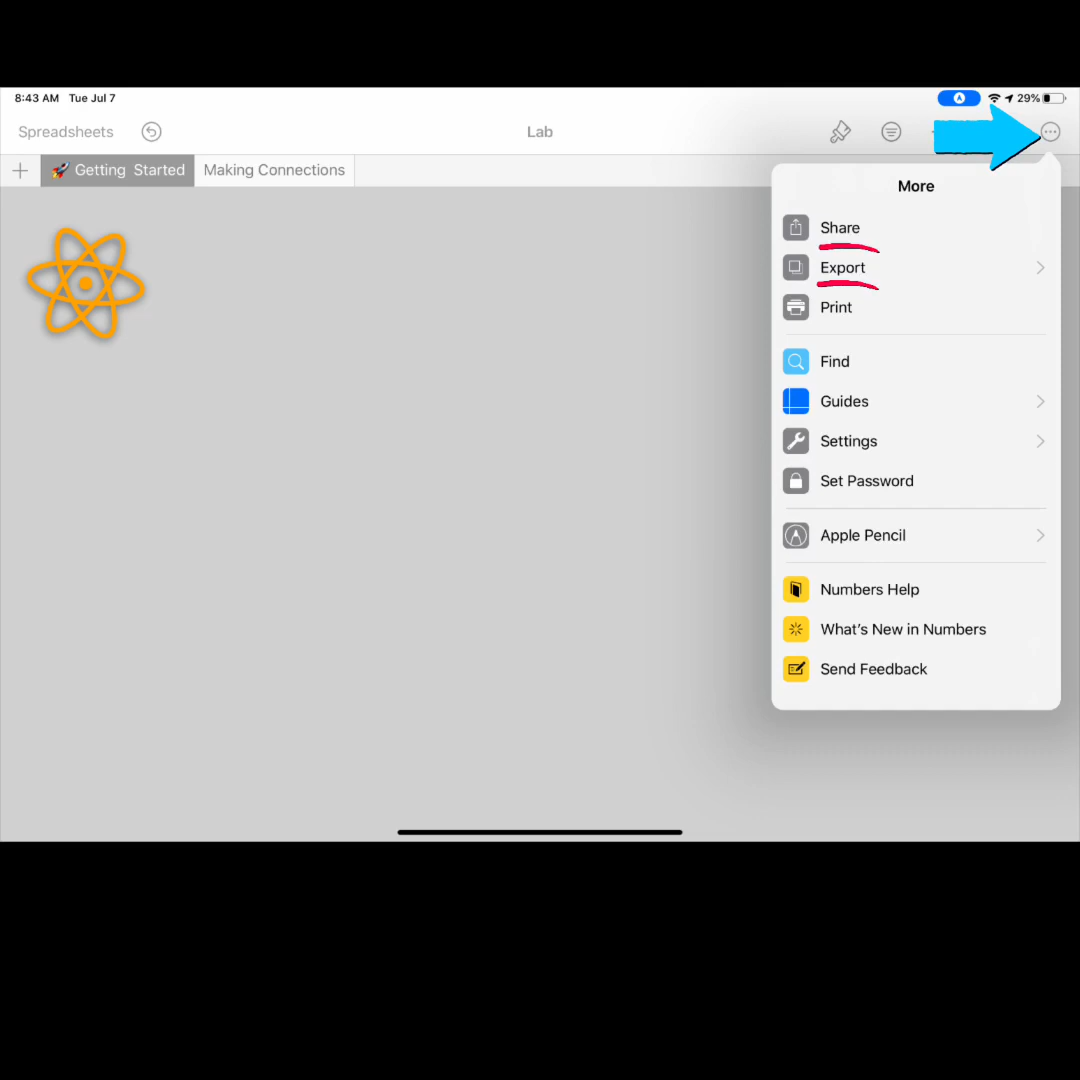 8:43 AM Tue Jul 7
29%
Spreadsheets
Lab
Getting Started
Making Connections
More
Share
Export
Print
Find
Guides
Settings
Set Password
Apple Pencil
Numbers Help
What's New in Numbers
Send Feedback